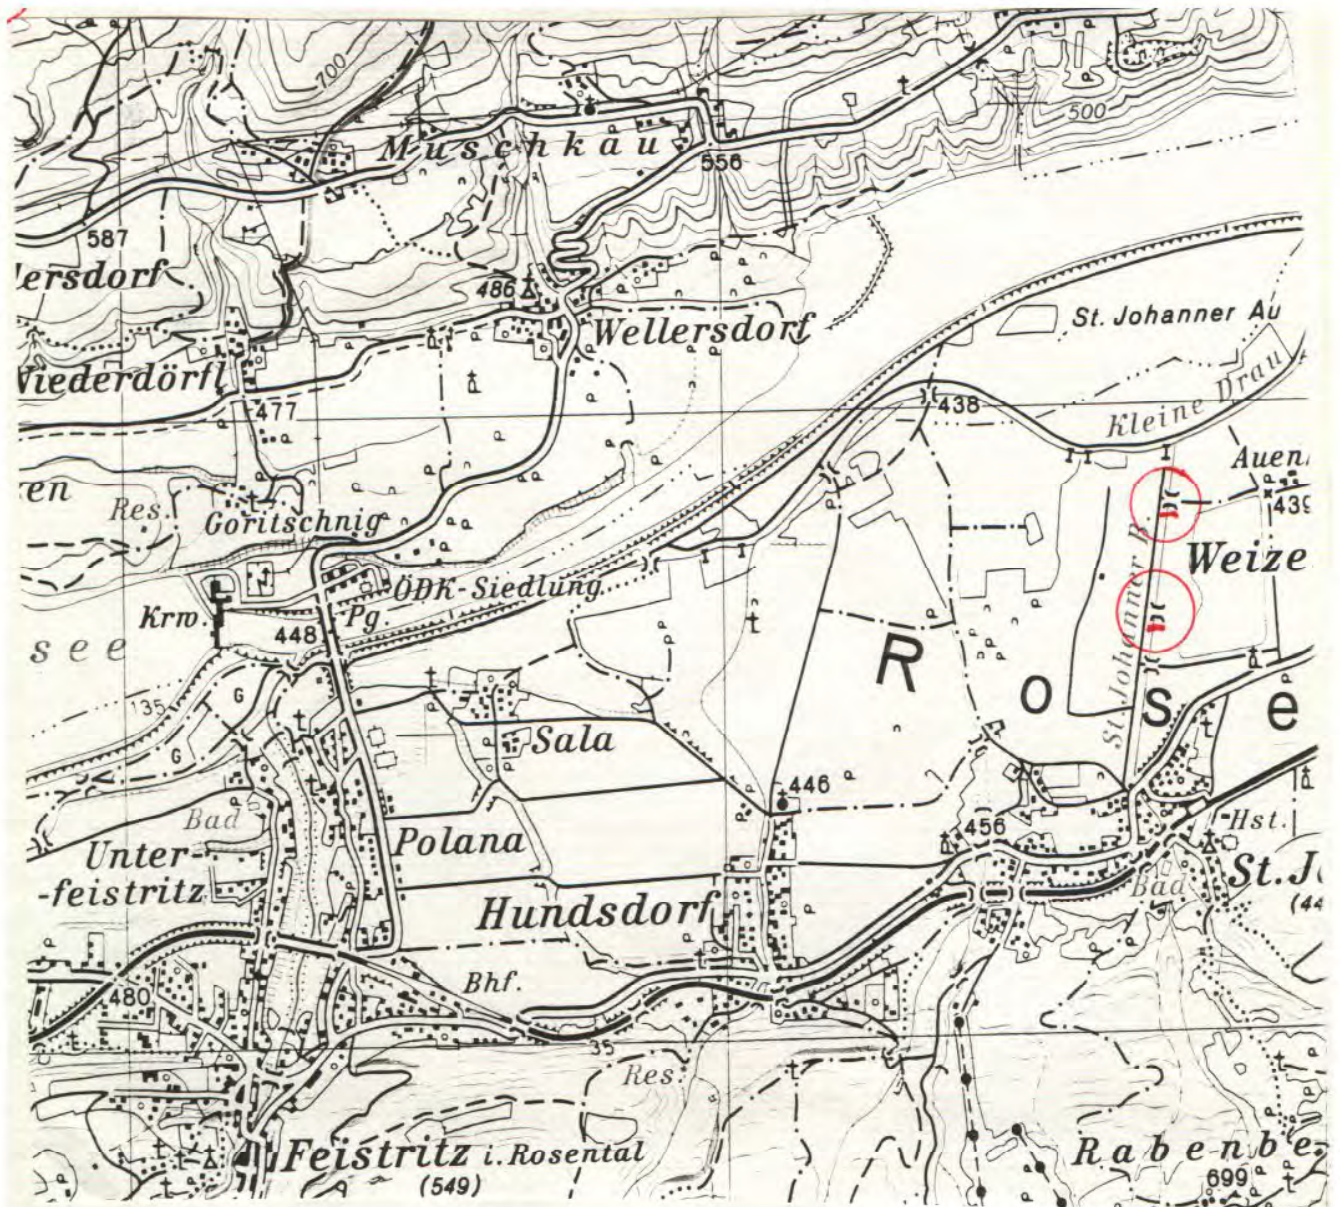 700
500
Muschkau
556
587
lersdorf
486
Wellersdorf
St. Johanner Au
Niederdörfl
477
438
Kleine Drau
Auen
439
en
Res.
Goritschnig
St. Johanner B.
Weize
Krw.
ÖDK-Siedlung
Pg.
448
see
135
G
G
R o s e
Sala
446
Bad
Polana
456
Hst.
Unter-
-feistritz
Bad
St. J
(44
Hundsdorf
Bhf.
480
35
Res.
Feistritz i. Rosental
(549)
Rabenbe
699